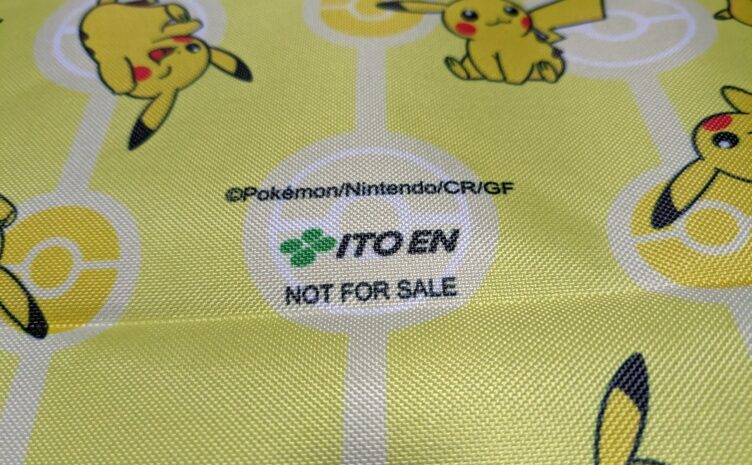 ©Pokémon/Nintendo/CR/GF
ITO EN
NOT FOR SALE